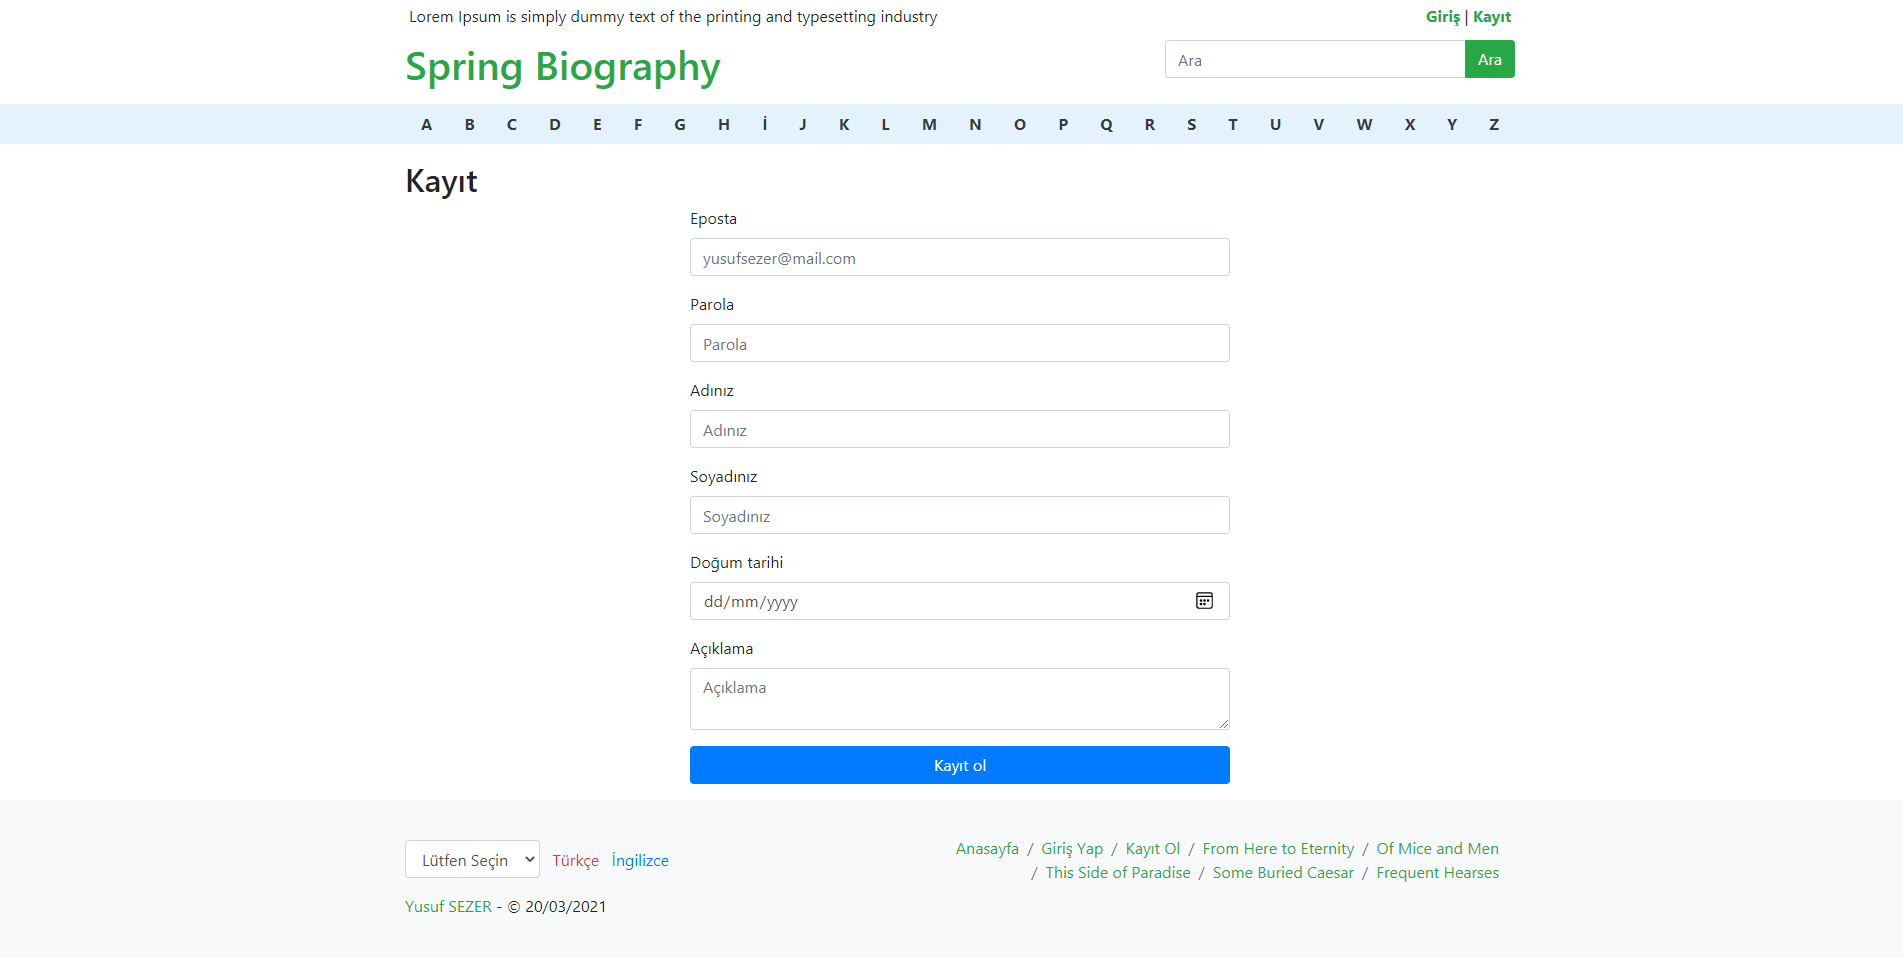 Lorem Ipsum is simply dummy text of the printing and typesetting industry
Giriş | Kayıt
Spring Biography
Ara
Ara
A B C D E F G H İ J K L M N O P Q R S T U V W X Y Z
Kayıt
Eposta
yusufsezer@mail.com
Parola
Parola
Adınız
Adınız
Soyadınız
Soyadınız
Doğum tarihi
dd/mm/yyyy
Açıklama
Açıklama
Kayıt ol
Lütfen Seçin Türkçe İngilizce
Yusuf SEZER - © 20/03/2021
Anasayfa / Giriş Yap / Kayıt Ol / From Here to Eternity / Of Mice and Men
/ This Side of Paradise / Some Buried Caesar / Frequent Hearses